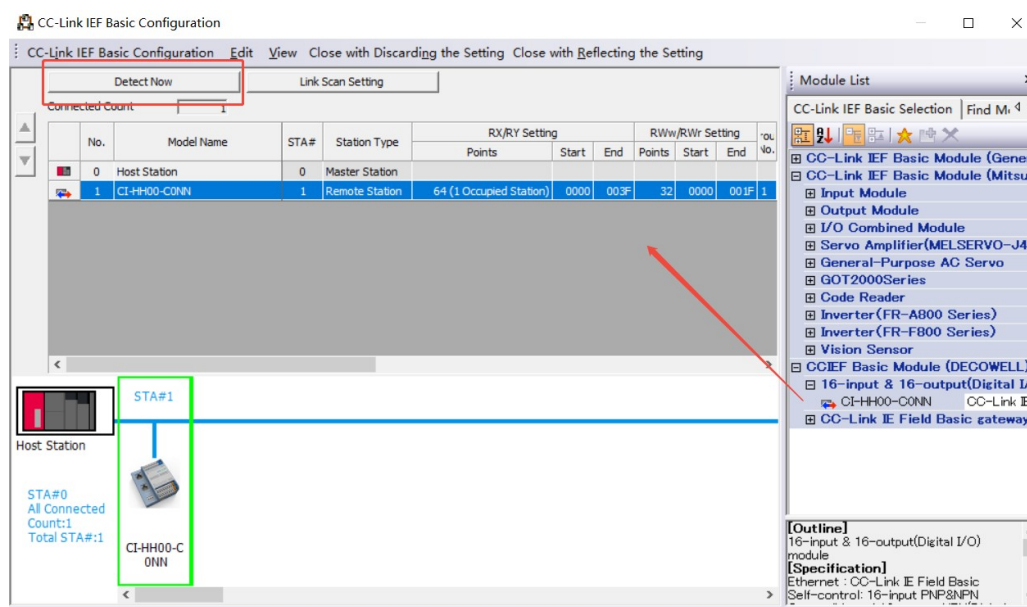 CC-Link IEF Basic Configuration
CC-Link IEF Basic Configuration Edit View Close with Discarding the Setting Close with Reflecting the Setting
Detect Now Link Scan Setting
Connected Count 1
No. Model Name STA# Station Type RX/RY Setting RWw/RWr Setting
Points Start End Points Start End No.
0 Host Station 0 Master Station
1 CI-HH00-C0NN 1 Remote Station 64 (1 Occupied Station) 0000 003F 32 0000 001F 1
STA#1
Host Station
STA#0
All Connected
Count:1
Total STA#:1
CI-HH00-C
0NN
Module List
CC-Link IEF Basic Selection Find M
CC-Link IEF Basic Module (Gene
CC-Link IEF Basic Module (Mitsu
Input Module
Output Module
I/O Combined Module
Servo Amplifier(MELSERVO-J4
General-Purpose AC Servo
GOT2000Series
Code Reader
Inverter(FR-A800 Series)
Inverter(FR-F800 Series)
Vision Sensor
CCIEF Basic Module (DECOWELL)
16-input & 16-output(Digital I/
CI-HH00-C0NN CC-Link IE
CC-Link IE Field Basic gateway
[Outline]
16-input & 16-output(Digital I/O)
module
[Specification]
Ethernet : CC-Link IE Field Basic
Self-control: 16-input PNP&NPN